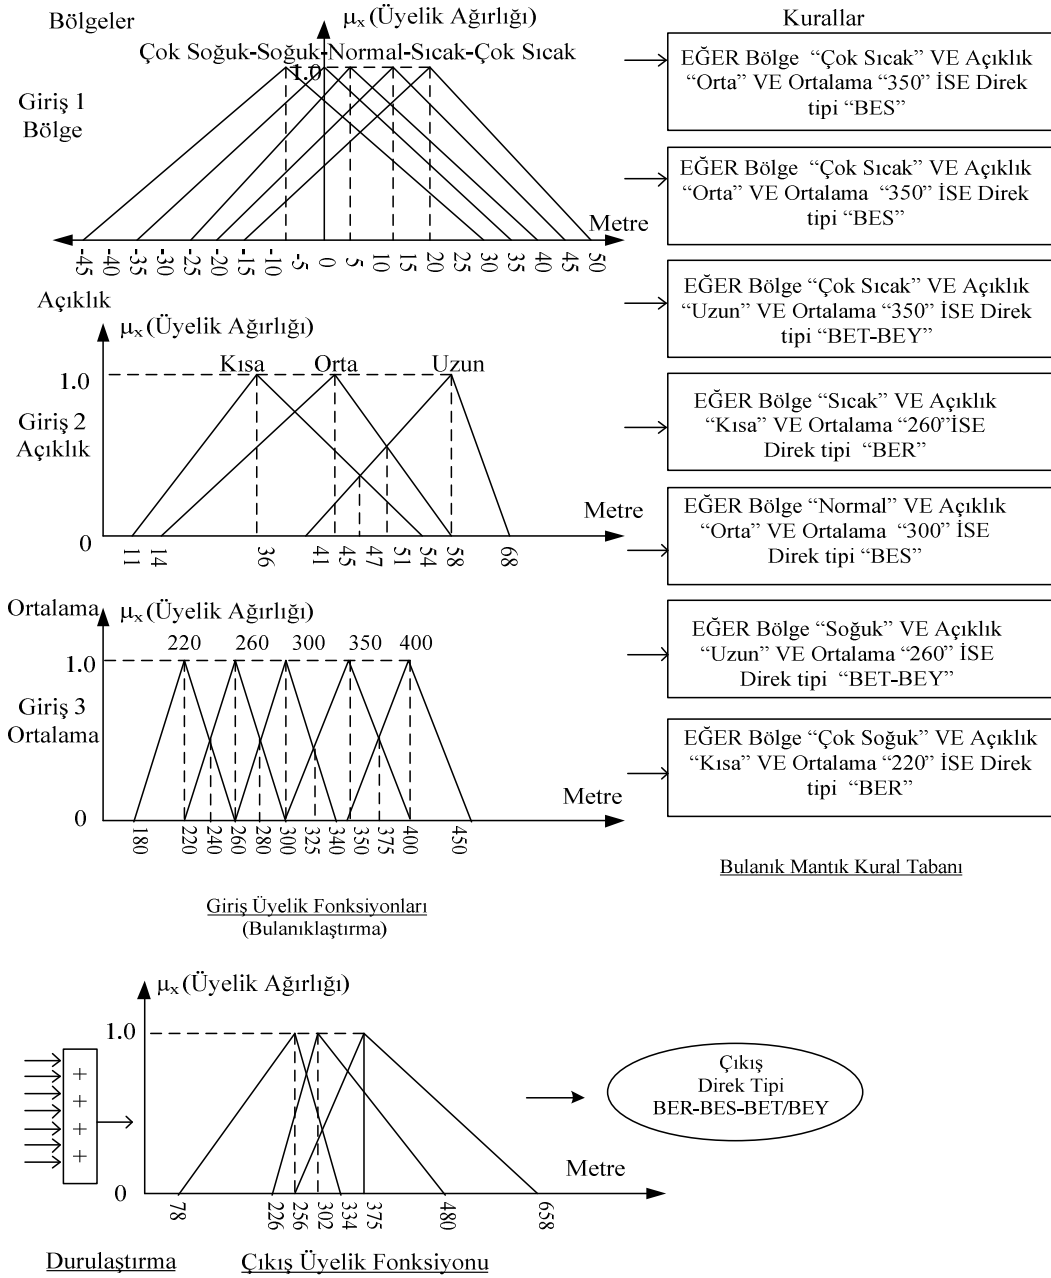 Bölgeler
μx (Üyelik Ağırlığı)
Çok Soğuk-Soğuk-Normal-Sıcak-Çok Sıcak
1.0
Giriş 1
Bölge
Metre
-45 -40 -35 -30 -25 -20 -15 -10 -5 0 5 10 15 20 25 30 35 40 45 50
Açıklık
μx (Üyelik Ağırlığı)
Kısa Orta Uzun
1.0
Giriş 2
Açıklık
Metre
0
11 14 36 41 45 47 51 54 58 68
Ortalama
μx (Üyelik Ağırlığı)
220 260 300 350 400
1.0
Giriş 3
Ortalama
Metre
0
180 220 240 260 280 300 325 340 350 375 400 450
Giriş Üyelik Fonksiyonları
(Bulanıklaştırma)
Kurallar
EĞER Bölge “Çok Sıcak” VE Açıklık
“Orta” VE Ortalama “350” İSE Direk
tipi “BES”
EĞER Bölge “Çok Sıcak” VE Açıklık
“Orta” VE Ortalama “350” İSE Direk
tipi “BES”
EĞER Bölge “Çok Sıcak” VE Açıklık
“Uzun” VE Ortalama “350” İSE Direk
tipi “BET-BEY”
EĞER Bölge “Sıcak” VE Açıklık
“Kısa” VE Ortalama “260”İSE
Direk tipi “BER”
EĞER Bölge “Normal” VE Açıklık
“Orta” VE Ortalama “300” İSE
Direk tipi “BES”
EĞER Bölge “Soğuk” VE Açıklık
“Uzun” VE Ortalama “260” İSE
Direk tipi “BET-BEY”
EĞER Bölge “Çok Soğuk” VE Açıklık
“Kısa” VE Ortalama “220” İSE Direk
tipi “BER”
Bulanık Mantık Kural Tabanı
μx (Üyelik Ağırlığı)
1.0
+
+
+
+
Metre
0
78 226 256 302 334 375 480 658
Durulaştırma
Çıkış Üyelik Fonksiyonu
Çıkış
Direk Tipi
BER-BES-BET/BEY